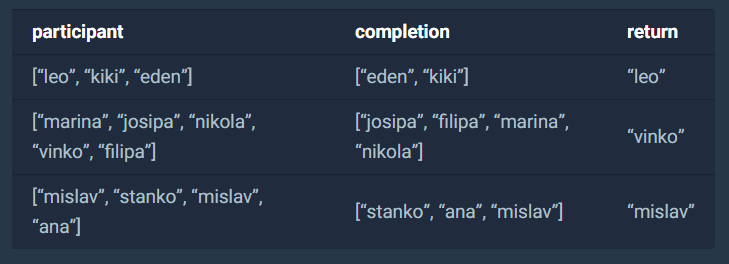 participant completion return
[“leo”, “kiki”, “eden”] [“eden”, “kiki”] “leo”
[“marina”, “josipa”, “nikola”, “vinko”, “filipa”] [“josipa”, “filipa”, “marina”, “nikola”] “vinko”
[“mislav”, “stanko”, “mislav”, “ana”] [“stanko”, “ana”, “mislav”] “mislav”